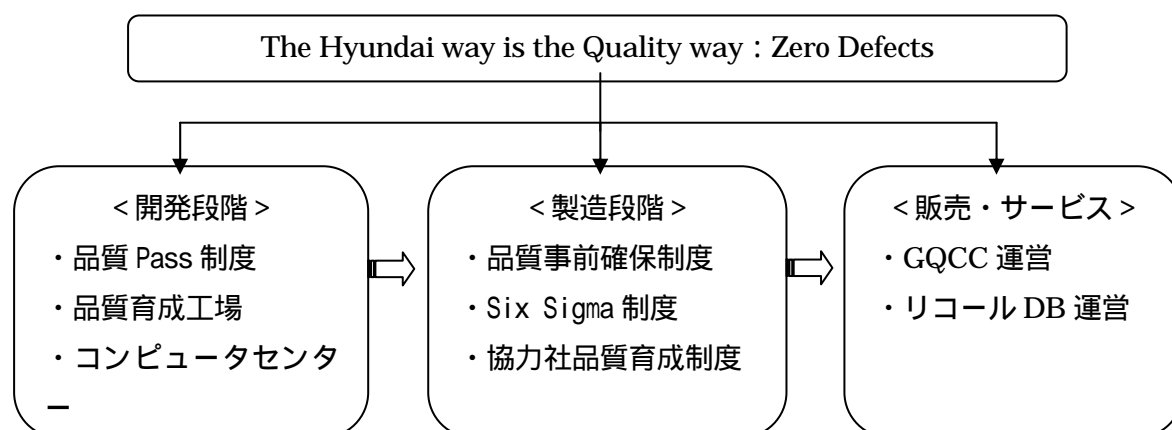 The Hyundai way is the Quality way：Zero Defects
＜開発段階＞
・品質 Pass 制度
・品質育成工場
・コンピュータセンタ
ー
＜製造段階＞
・品質事前確保制度
・Six Sigma 制度
・協力社品質育成制度
＜販売・サービス＞
・GQCC 運営
・リコール DB 運営